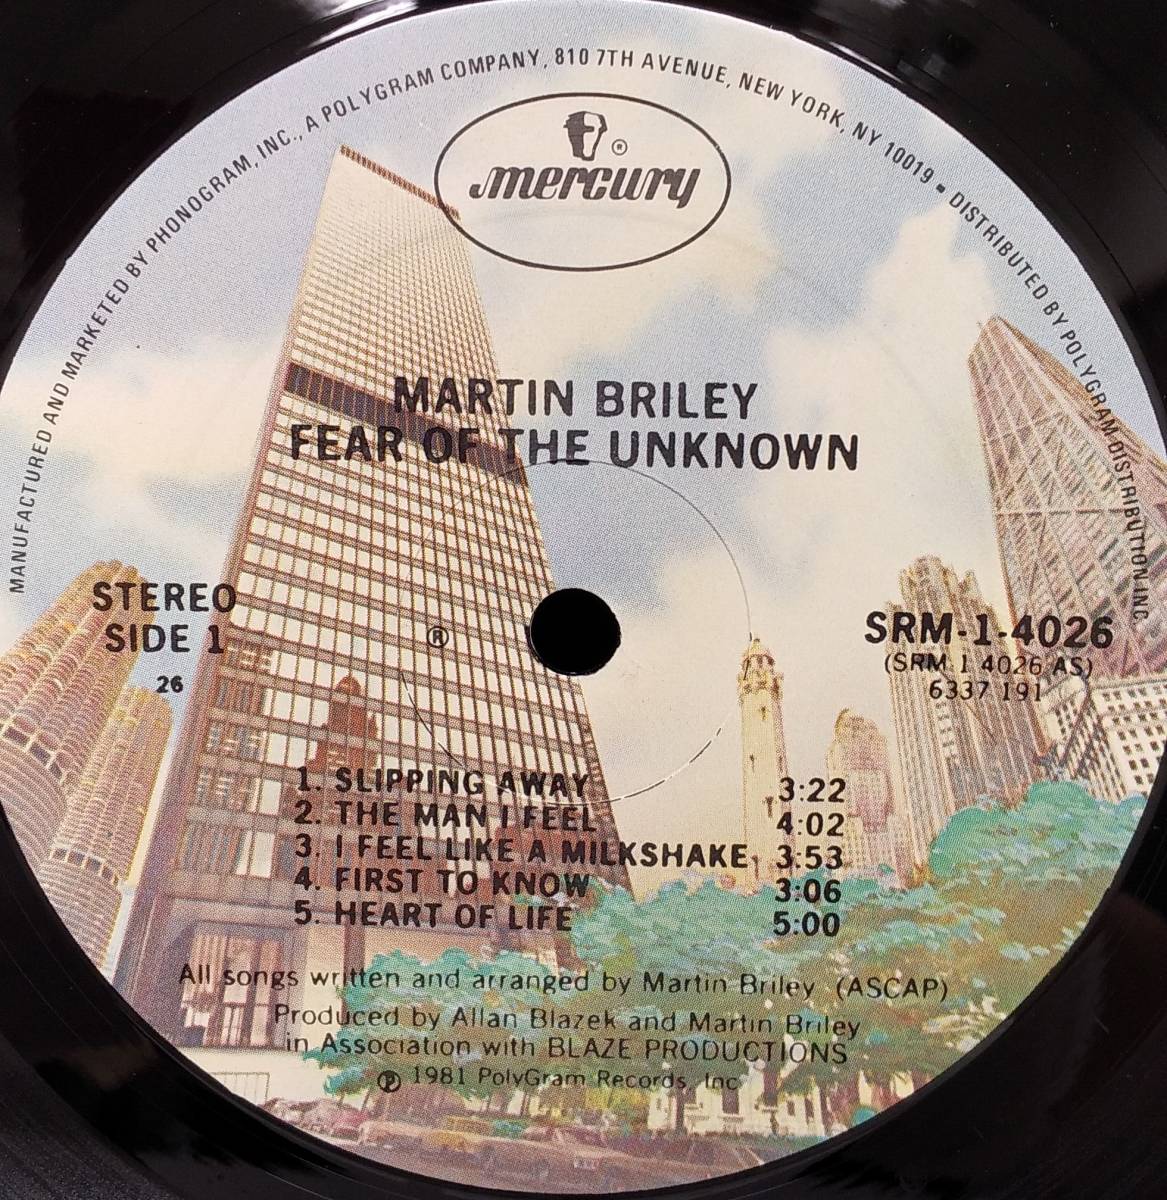 MANUFACTURED AND MARKETED BY PHONOGRAM, INC., A POLYGRAM COMPANY, 810 7TH AVENUE, NEW YORK, NY 10019 • DISTRIBUTED BY POLYGRAM DISTRIBUTION, INC.
®
mercury
MARTIN BRILEY
FEAR OF THE UNKNOWN
STEREO
SIDE 1
26
®
SRM-1-4026
(SRM 1 4026 AS)
6337 191
1. SLIPPING AWAY 3:22
2. THE MAN I FEEL 4:02
3. I FEEL LIKE A MILKSHAKE 3:53
4. FIRST TO KNOW 3:06
5. HEART OF LIFE 5:00
All songs written and arranged by Martin Briley (ASCAP)
Produced by Allan Blazek and Martin Briley
in Association with BLAZE PRODUCTIONS
℗ 1981 PolyGram Records, Inc